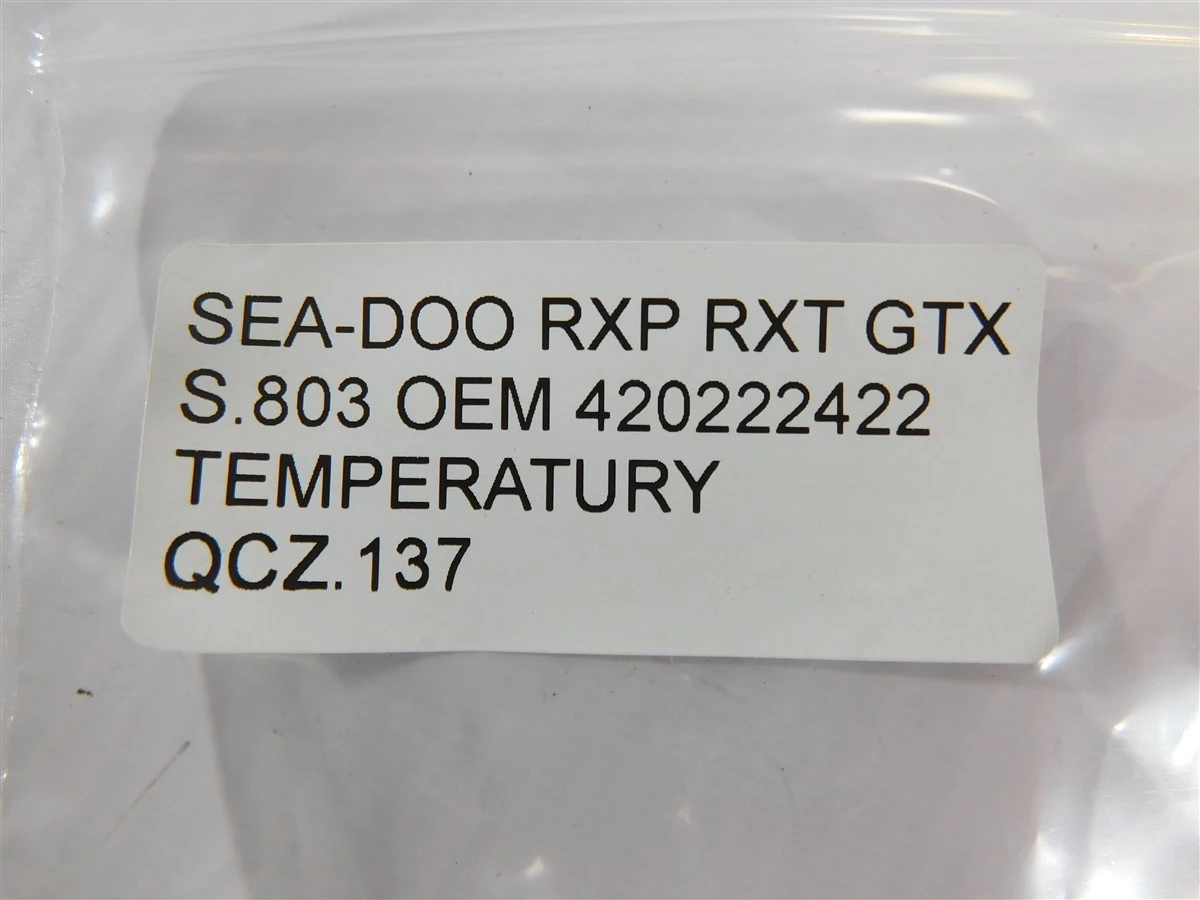 SEA-DOO RXP RXT GTX
S.803 OEM 420222422
TEMPERATURY
QCZ.137